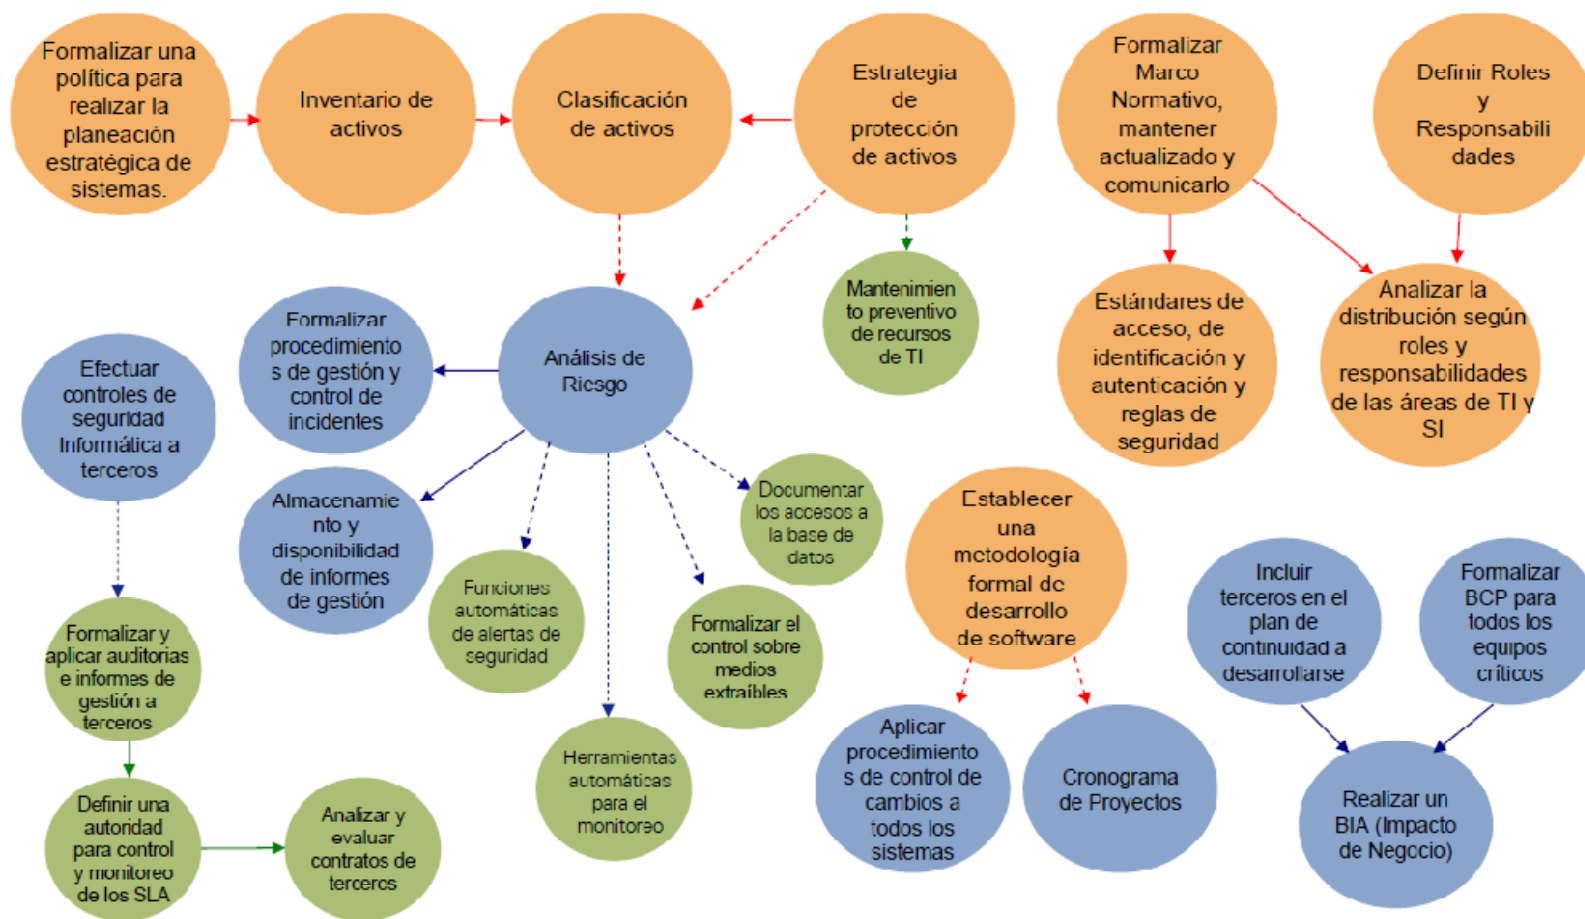 Formalizar una
política para
realizar la
planeación
estratégica de
sistemas.
Inventario de
activos
Clasificación
de activos
Estrategia
de
protección
de activos
Formalizar
Marco
Normativo,
mantener
actualizado y
comunicarlo
Definir Roles
y
Responsabili
dades
Mantenimien
to preventivo
de recursos
de TI
Estándares de
acceso, de
identificación y
autenticación y
reglas de
seguridad
Analizar la
distribución según
roles y
responsabilidades
de las áreas de TI y
SI
Formalizar
procedimiento
s de gestión y
control de
incidentes
Análisis de
Riesgo
Efectuar
controles de
seguridad
Informática a
terceros
Almacenamie
nto y
disponibilidad
de informes
de gestión
Documentar
los accesos a
la base de
datos
Establecer
una
metodología
formal de
desarrollo
de software
Funciones
automáticas
de alertas de
seguridad
Formalizar el
control sobre
medios
extraíbles
Incluir
terceros en el
plan de
continuidad a
desarrollarse
Formalizar
BCP para
todos los
equipos
críticos
Formalizar y
aplicar auditorias
e informes de
gestión a
terceros
Herramientas
automáticas
para el
monitoreo
Aplicar
procedimiento
s de control de
cambios a
todos los
sistemas
Cronograma
de Proyectos
Realizar un
BIA (Impacto
de Negocio)
Definir una
autoridad
para control
y monitoreo
de los SLA
Analizar y
evaluar
contratos de
terceros